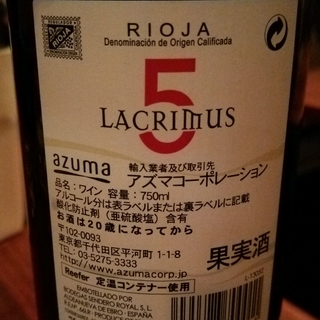 RIOJA
Denominación de Origen Calificada
RIOJA
5
LACRIMUS
azuma
輸入業者及び取引先
アズマコーポレーション
品名：ワイン 容量：750ml
アルコール分は表ラベルまたは裏ラベルに記載
酸化防止剤（亜硫酸塩）含有
お酒は20歳になってから
〒102-0093
東京都千代田区平河町 1-1-8
TEL. 03-5275-3333
http://www.azumacorp.jp
果実酒
Reefer 定温コンテナー使用
EMBOTELLADO POR
BODEGAS SENDERO ROYAL, S. L.
ALDEANUEVA DE EBRO - ESPAÑA